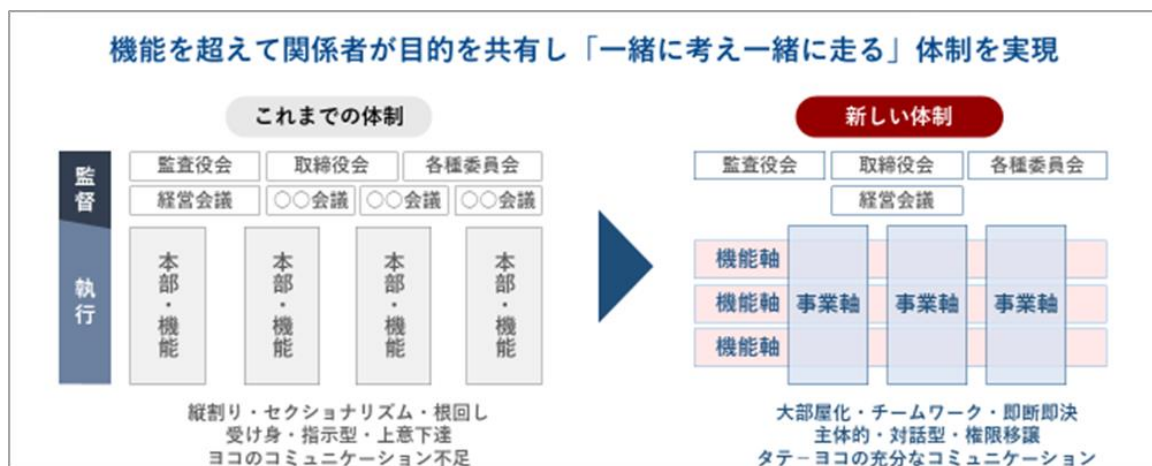 機能を超えて関係者が目的を共有し「一緒に考え一緒に走る」体制を実現
これまでの体制
監督
監査役会
取締役会
各種委員会
経営会議
○○会議
○○会議
○○会議
執行
本部・機能
本部・機能
本部・機能
本部・機能
縦割り・セクショナリズム・根回し
受け身・指示型・上意下達
ヨコのコミュニケーション不足
新しい体制
監査役会
取締役会
各種委員会
経営会議
機能軸
機能軸
機能軸
事業軸
事業軸
事業軸
大部屋化・チームワーク・即断即決
主体的・対話型・権限移譲
タテ－ヨコの充分なコミュニケーション